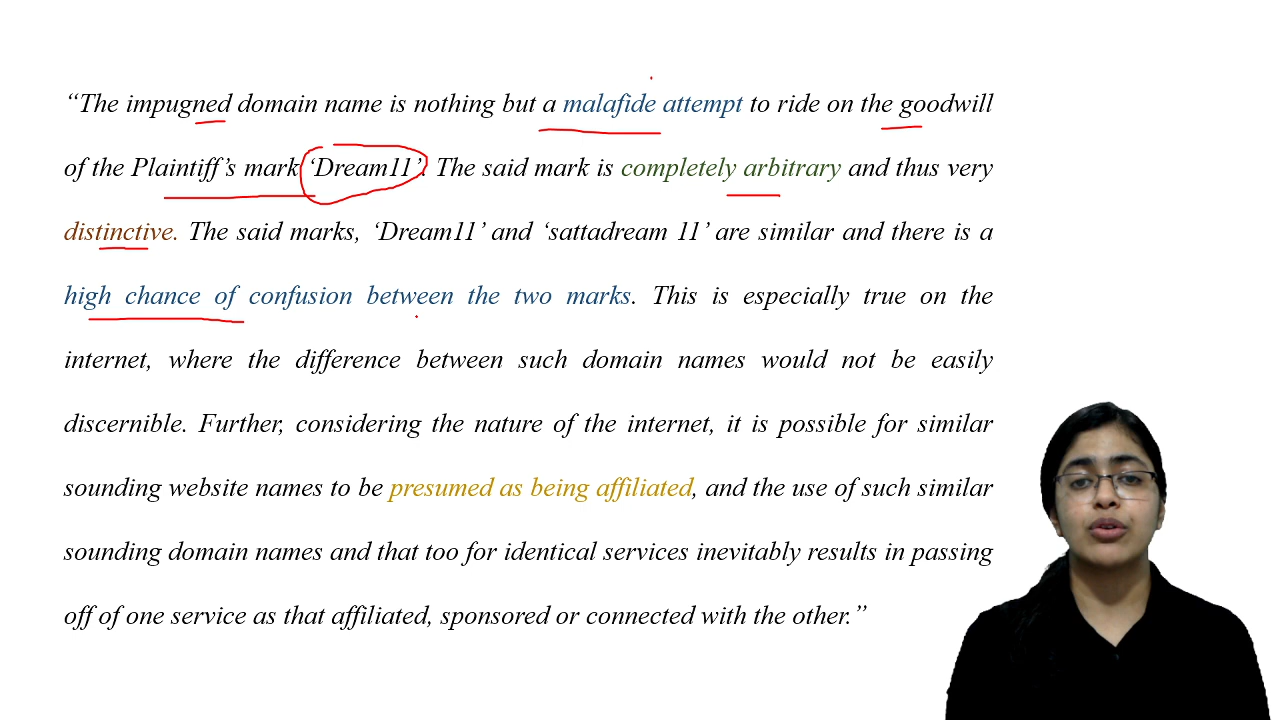 “The impugned domain name is nothing but a malafide attempt to ride on the goodwill
of the Plaintiff’s mark ‘Dream11’. The said mark is completely arbitrary and thus very
distinctive. The said marks, ‘Dream11’ and ‘sattadream 11’ are similar and there is a
high chance of confusion between the two marks. This is especially true on the
internet, where the difference between such domain names would not be easily
discernible. Further, considering the nature of the internet, it is possible for similar
sounding website names to be presumed as being affiliated, and the use of such similar
sounding domain names and that too for identical services inevitably results in passing
off of one service as that affiliated, sponsored or connected with the other.”